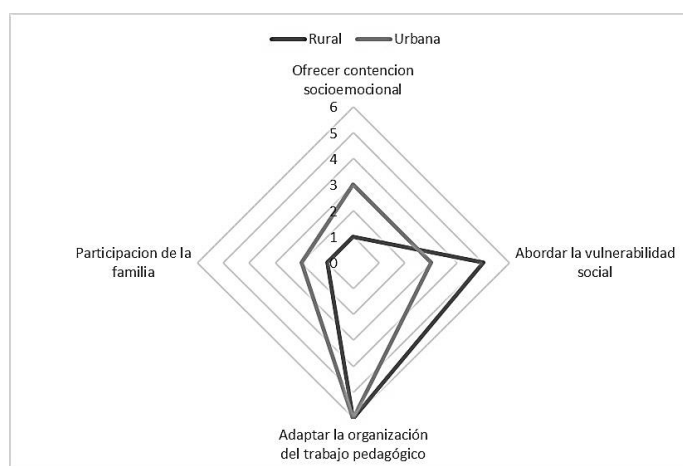 Rural Urbana
Ofrecer contencion
socioemocional
6
5
4
3
2
1
0
Participacion de la
familia
Abordar la vulnerabilidad
social
Adaptar la organización
del trabajo pedagógico